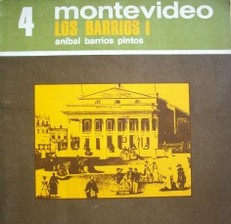 4
montevideo
LOS BARRIOS I
aníbal barrios pintos